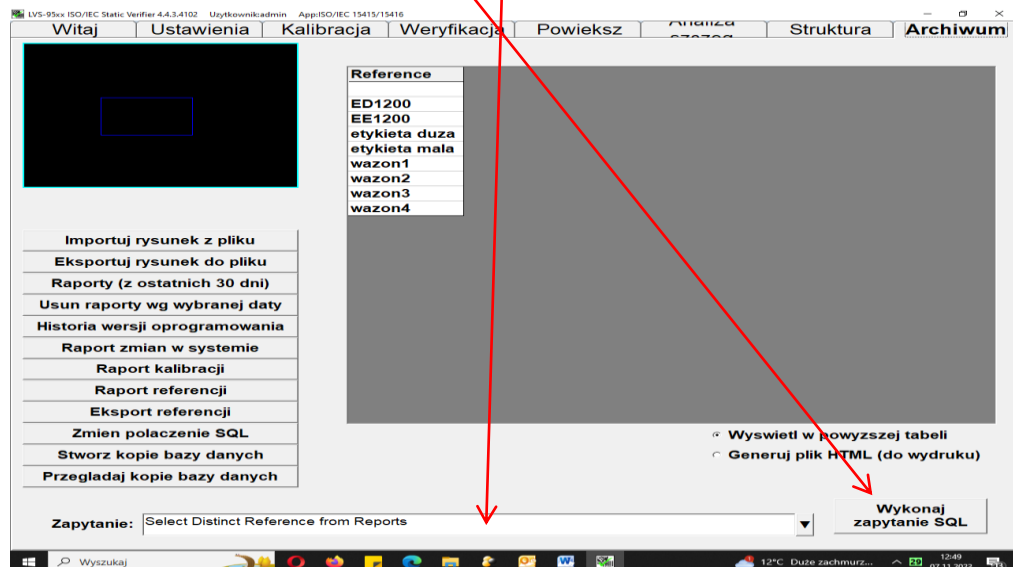 LVS-95xx ISO/IEC Static Verifier 4.4.3.4102 Uzytkownik:admin App:ISO/IEC 15415/15416
Witaj Ustawienia Kalibracja Weryfikacja Powieksz Analiza Struktura Archiwum
Reference
ED1200
EE1200
etykieta duza
etykieta mala
wazon1
wazon2
wazon3
wazon4
Importuj rysunek z pliku
Eksportuj rysunek do pliku
Raporty (z ostatnich 30 dni)
Usun raporty wg wybranej daty
Historia wersji oprogramowania
Raport zmian w systemie
Raport kalibracji
Raport referencji
Eksport referencji
Zmien polaczenie SQL
Stworz kopie bazy danych
Przegladaj kopie bazy danych
Wyswietl w powyzszej tabeli
Generuj plik HTML (do wydruku)
Zapytanie: Select Distinct Reference from Reports
Wykonaj
zapytanie SQL
Wyszukaj
12°C Duże zachmurz...
29
12:49
07.11.2023